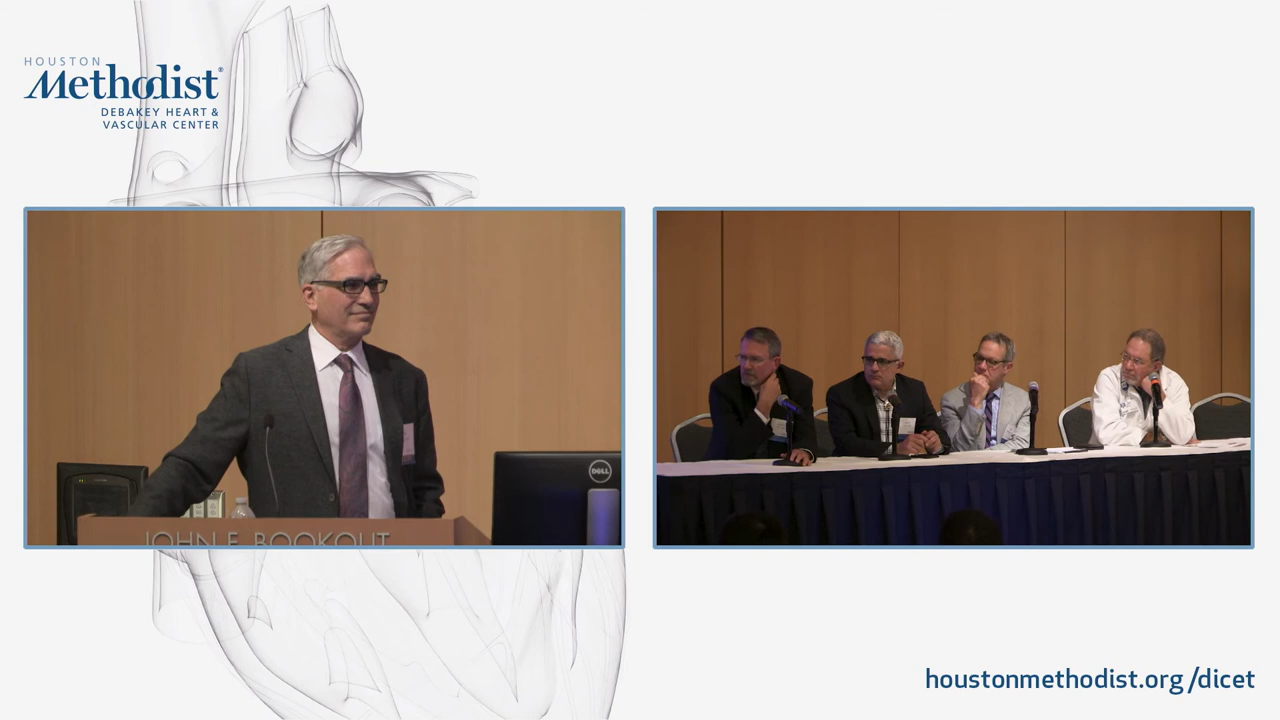 HOUSTON
Methodist®
DEBAKEY HEART &
VASCULAR CENTER
DELL
JOHN F. BOOKOUT
houstonmethodist.org/dicet